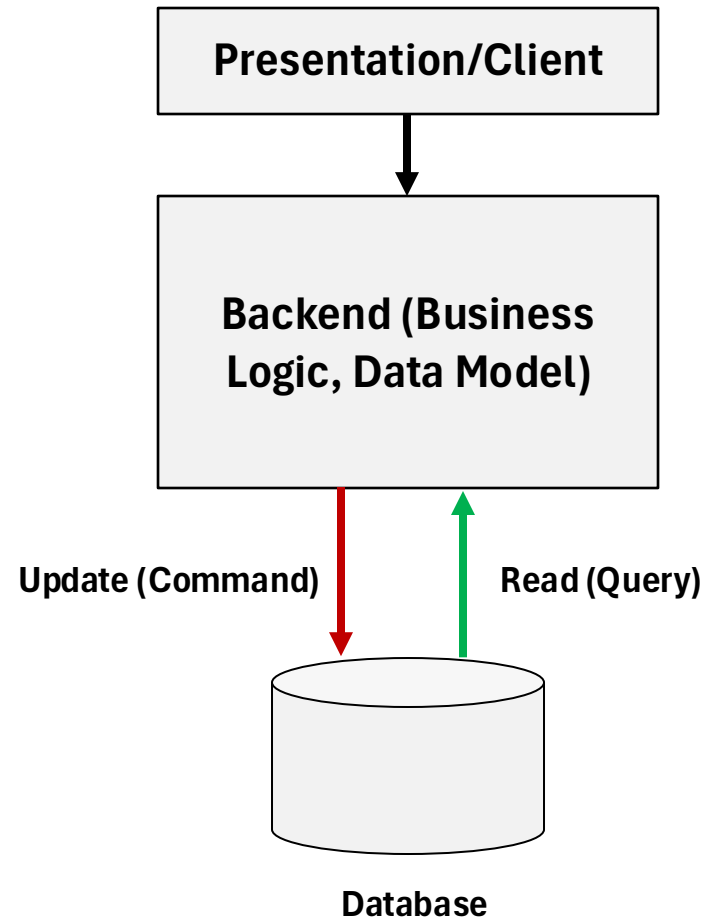 Presentation/Client
Backend (Business
Logic, Data Model)
Update (Command)
Read (Query)
Database